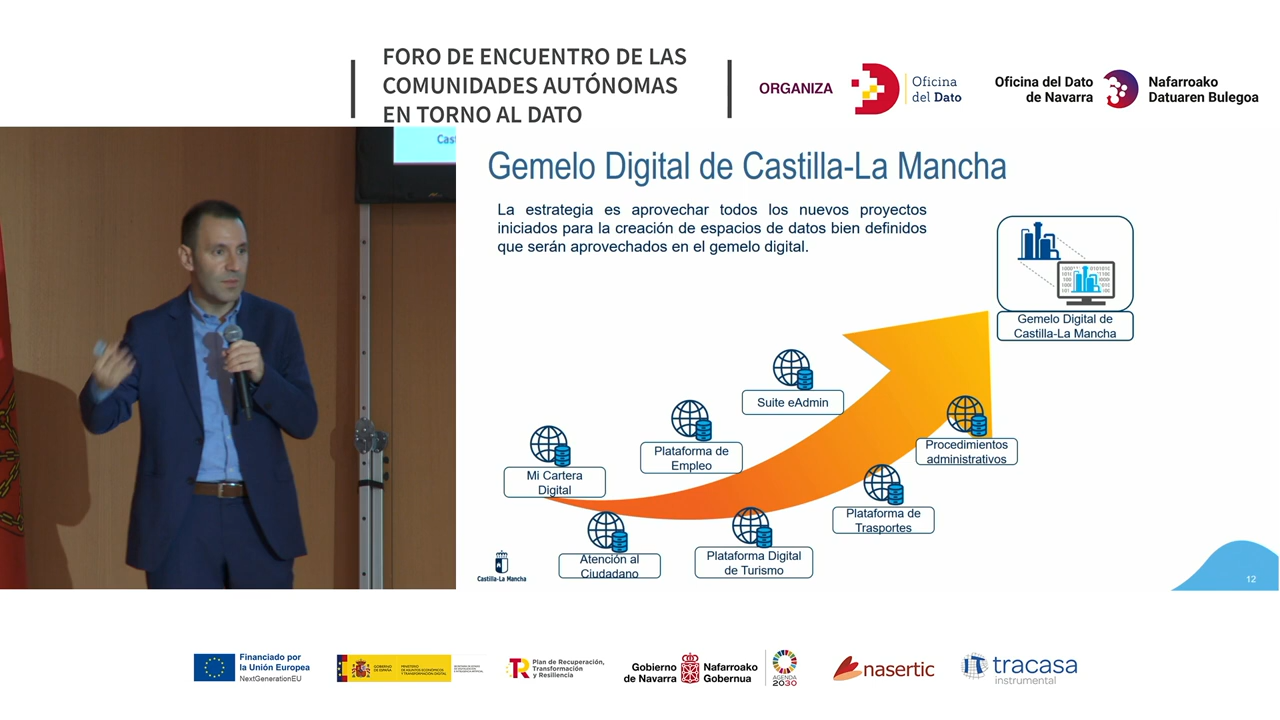 FORO DE ENCUENTRO DE LAS
COMUNIDADES AUTÓNOMAS
EN TORNO AL DATO
ORGANIZA
Oficina
del Dato
Oficina del Dato
de Navarra
Nafarroako
Datuaren Bulegoa
Gemelo Digital de Castilla-La Mancha
La estrategia es aprovechar todos los nuevos proyectos
iniciados para la creación de espacios de datos bien definidos
que serán aprovechados en el gemelo digital.
Gemelo Digital de
Castilla-La Mancha
Suite eAdmin
Plataforma de
Empleo
Procedimientos
administrativos
Mi Cartera
Digital
Plataforma de
Trasportes
Atención al
Ciudadano
Plataforma Digital
de Turismo
Castilla-La Mancha
12
Financiado por
la Unión Europea
NextGenerationEU
Plan de Recuperación,
Transformación
y Resiliencia
Gobierno
de Navarra
Nafarroako
Gobernua
AGENDA
2030
nasertic
tracasa
instrumental